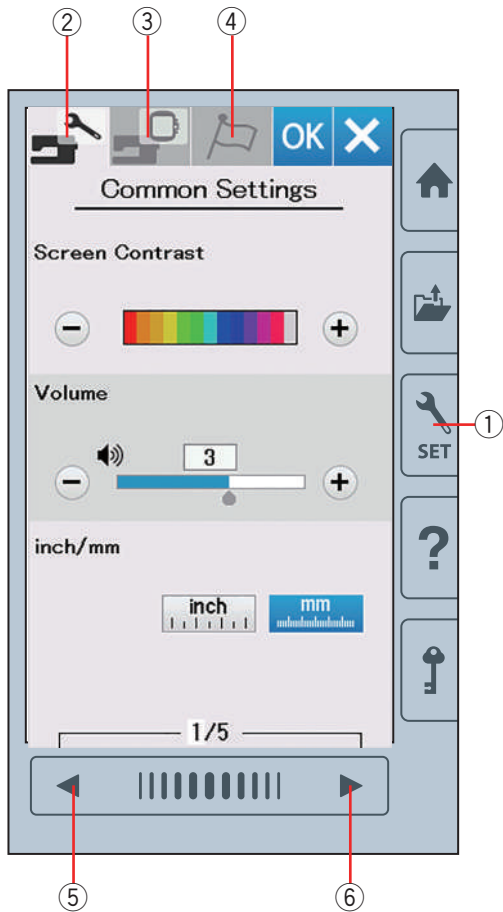 ② ③ ④
OK
Common Settings
Screen Contrast
①
SET
Volume
3
inch/mm
inch mm
?
1/5
⑤ ⑥